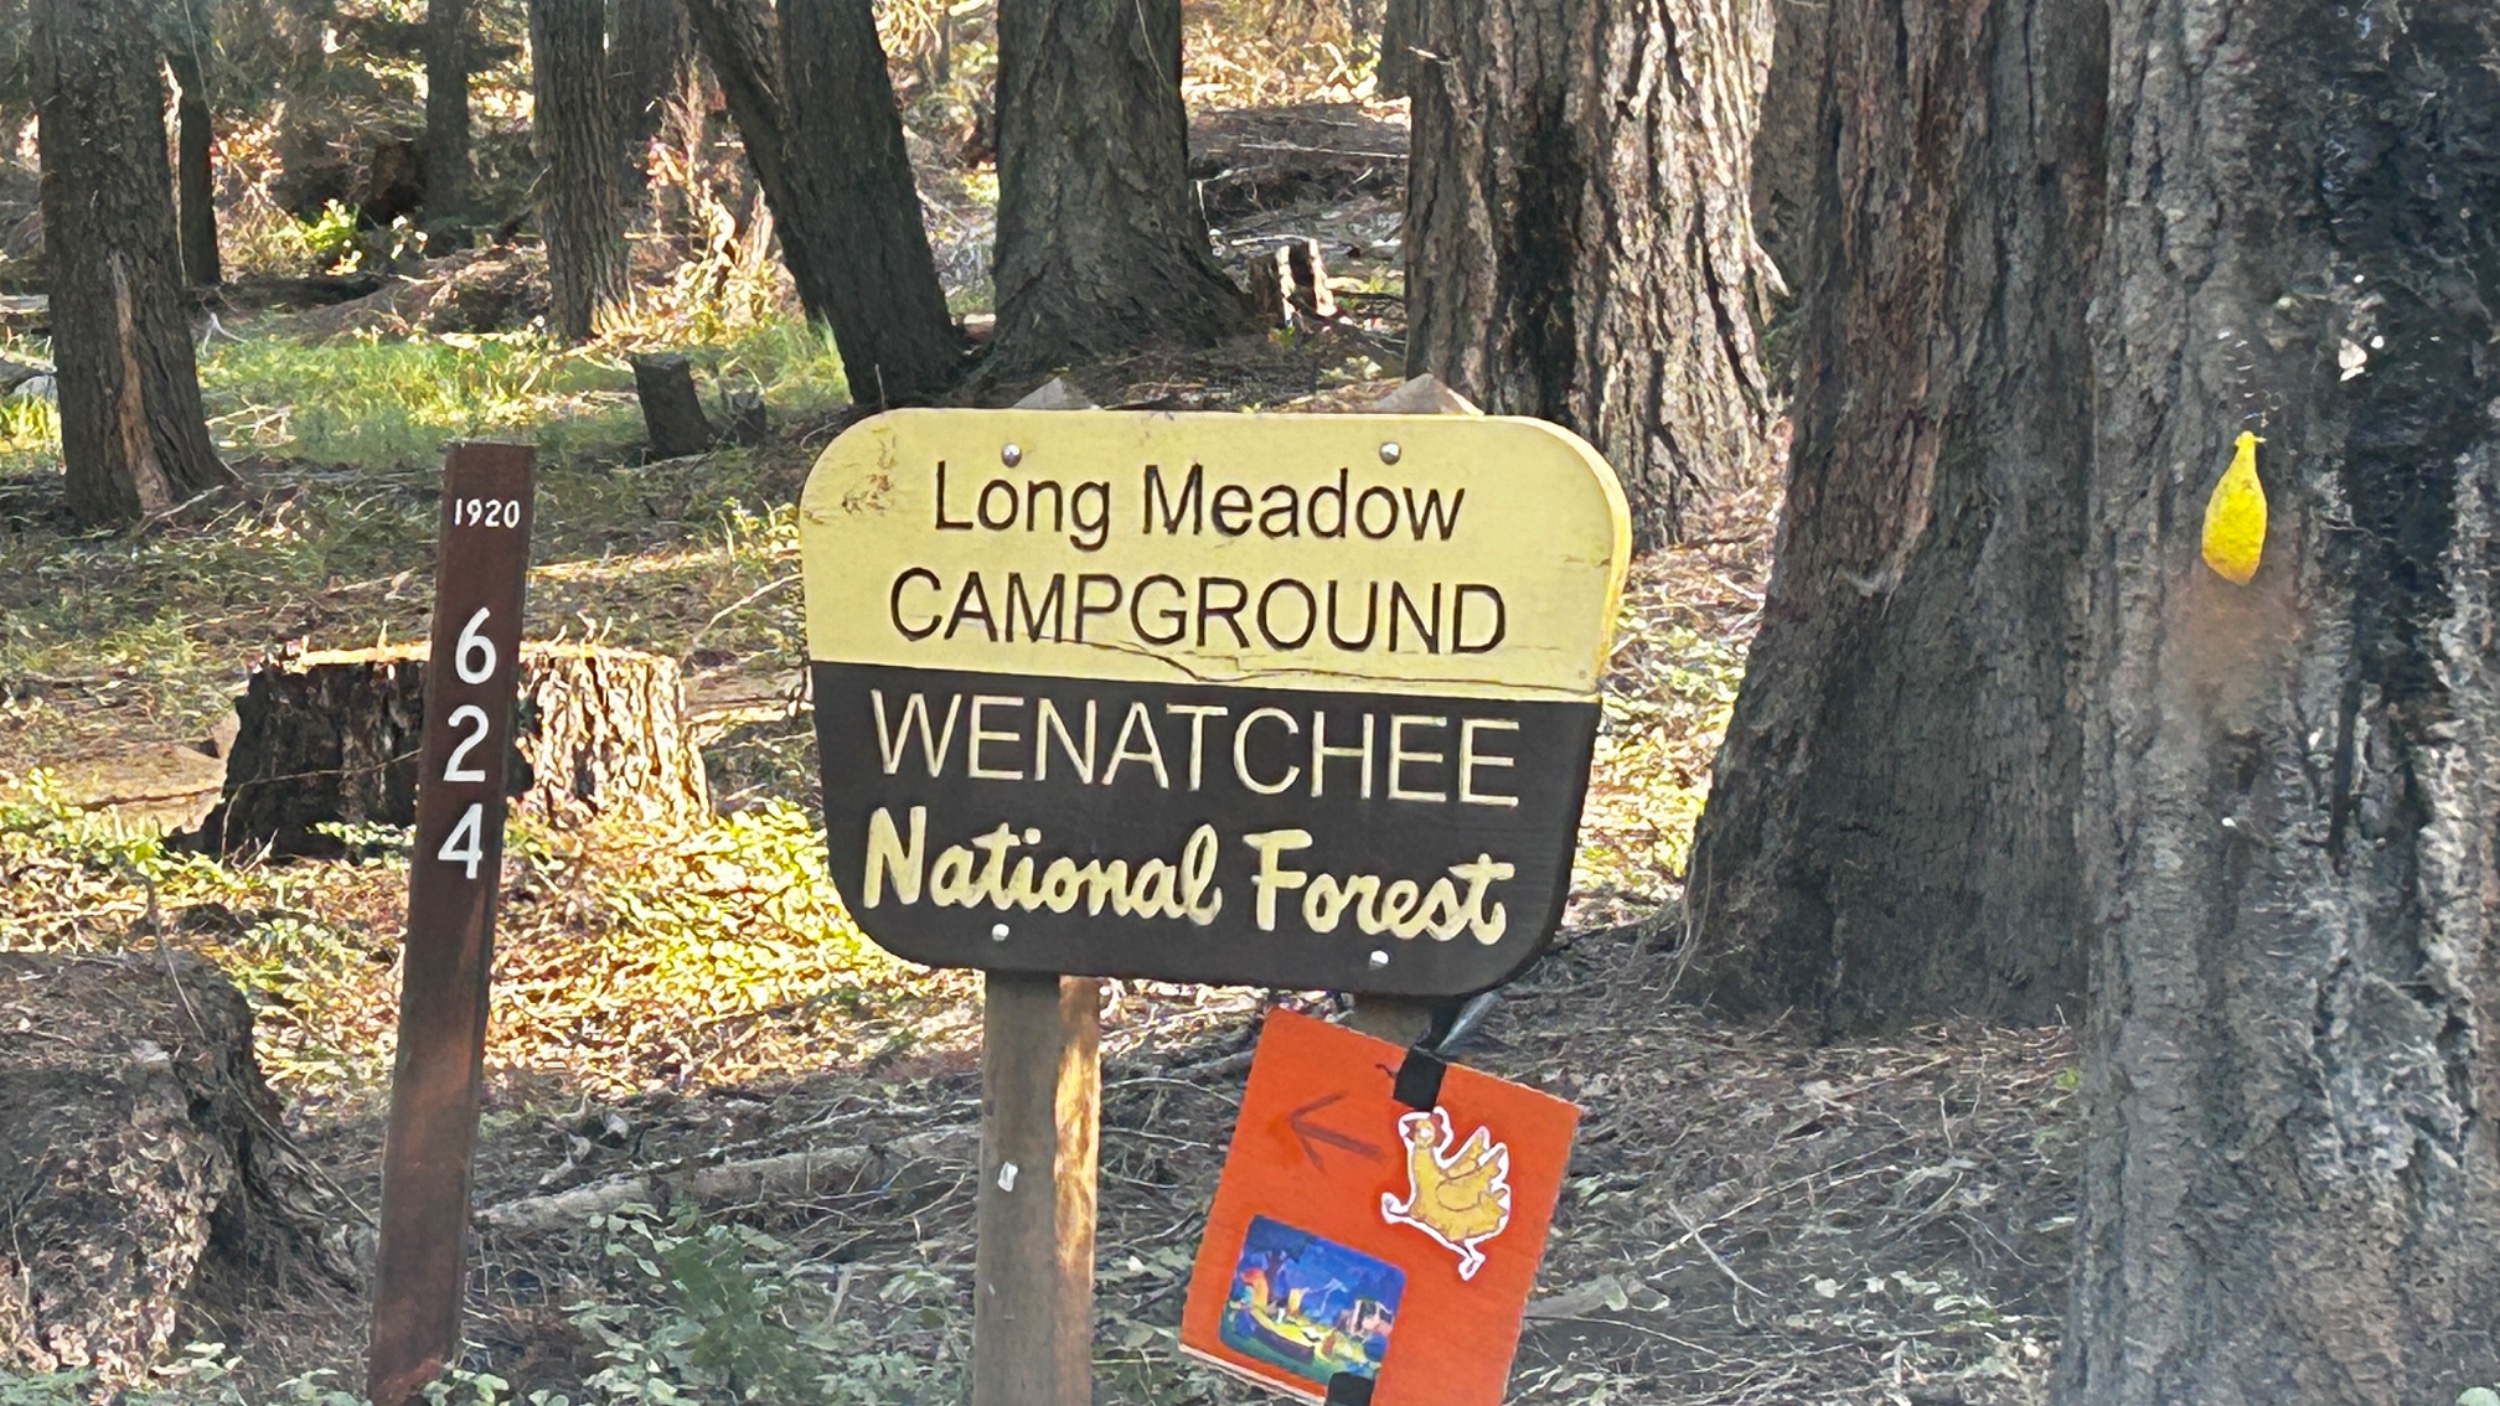 1920
6
2
4
Long Meadow
CAMPGROUND
WENATCHEE
National Forest